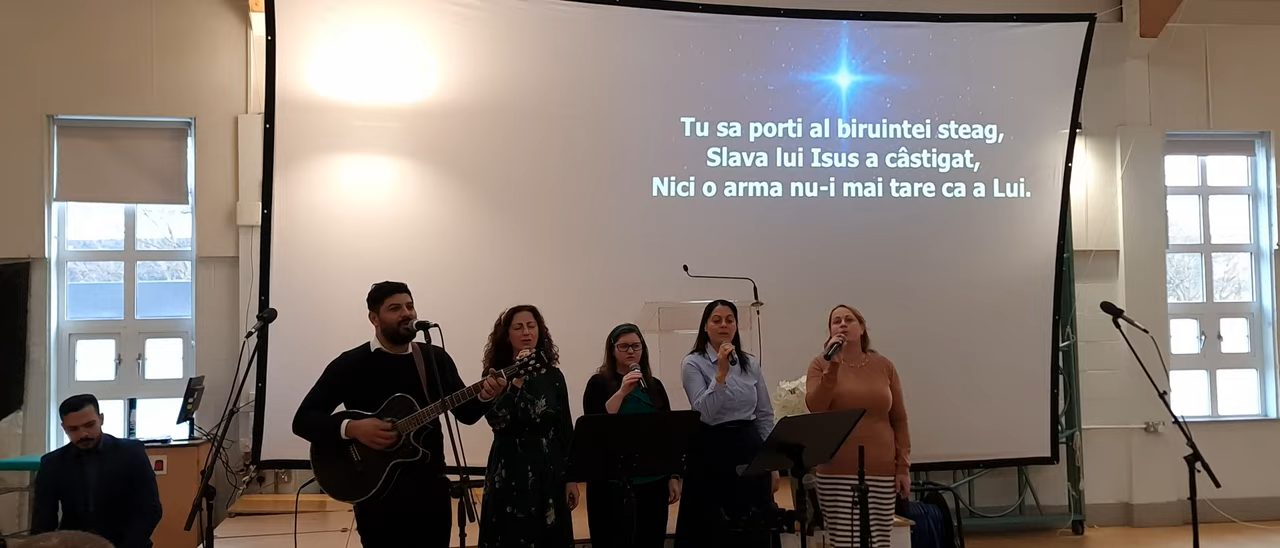 Tu sa porti al biruintei steag,
Slava lui Isus a câstigat,
Nici o arma nu-i mai tare ca a Lui.